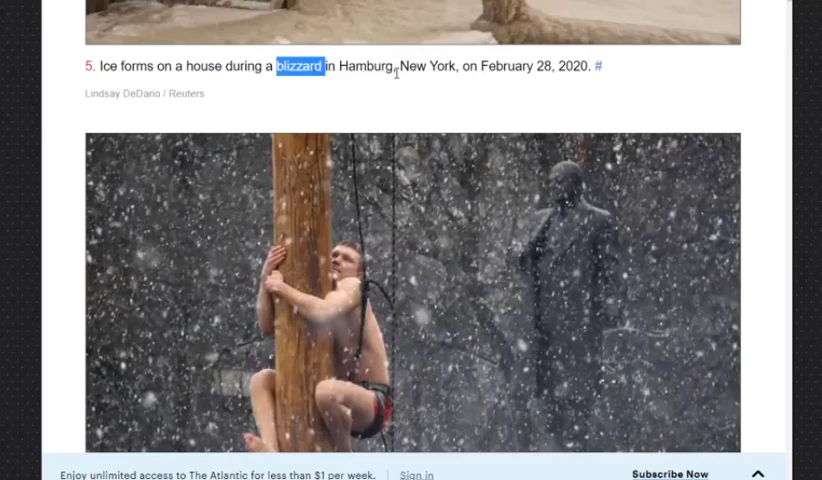 5. Ice forms on a house during a blizzard in Hamburg, New York, on February 28, 2020. #
Lindsay DeDario / Reuters
Enjoy unlimited access to The Atlantic for less than $1 per week. Sign in Subscribe Now